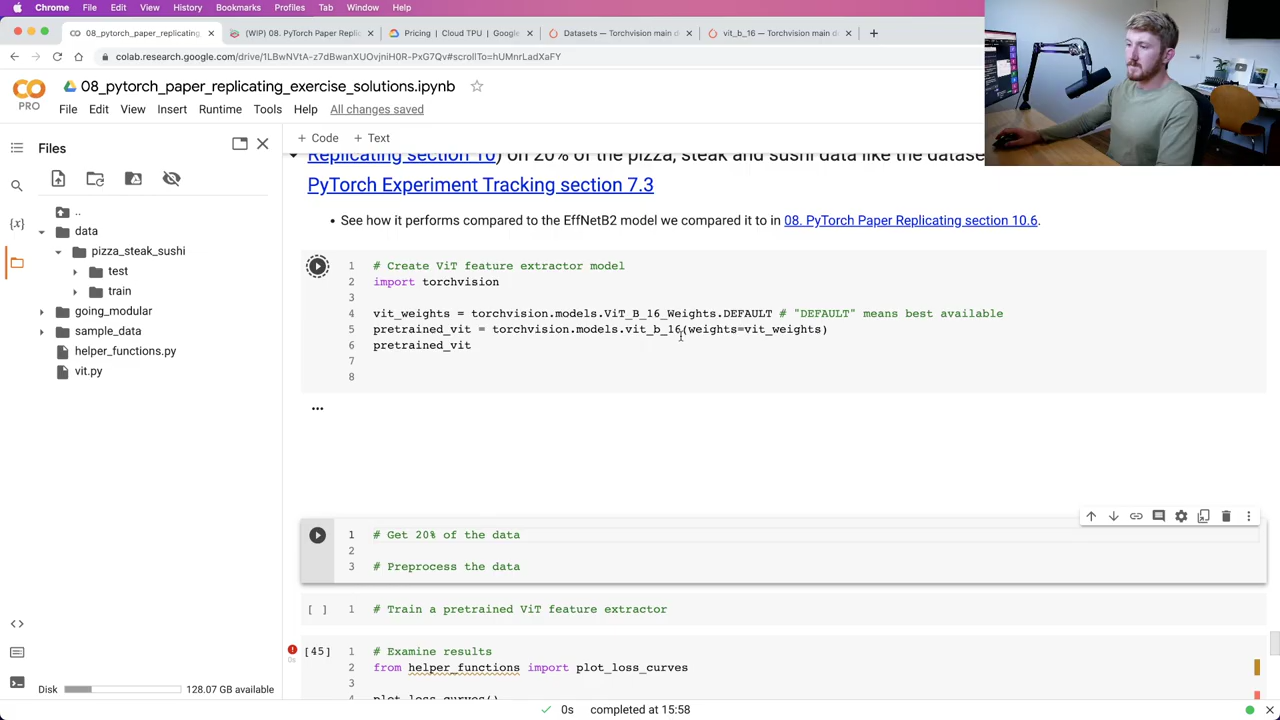 Chrome File Edit View History Bookmarks Profiles Tab Window Help
08_pytorch_paper_replicating_ × (WIP) 08. PyTorch Paper Repli × Pricing | Cloud TPU | Google × Datasets — Torchvision main d × vit_b_16 — Torchvision main d × +
colab.research.google.com/drive/1LBwNVtA-z7dBwanXUQvjniH0R-PxG7Qv#scrollTo=hUMnrLadXaFY
CO PRO
08_pytorch_paper_replicating_exercise_solutions.ipynb
File Edit View Insert Runtime Tools Help All changes saved
Files
+ Code + Text
..
data
pizza_steak_sushi
test
train
going_modular
sample_data
helper_functions.py
vit.py
Disk 128.07 GB available
Replicating section 10) on 20% of the pizza, steak and sushi data like the dataset
PyTorch Experiment Tracking section 7.3
• See how it performs compared to the EffNetB2 model we compared it to in 08. PyTorch Paper Replicating section 10.6.
1 # Create ViT feature extractor model
2 import torchvision
3
4 vit_weights = torchvision.models.ViT_B_16_Weights.DEFAULT # "DEFAULT" means best available
5 pretrained_vit = torchvision.models.vit_b_16(weights=vit_weights)
6 pretrained_vit
7
8
...
1 # Get 20% of the data
2
3 # Preprocess the data
[ ] 1 # Train a pretrained ViT feature extractor
[45] 1 # Examine results
0s 2 from helper_functions import plot_loss_curves
3
plot_loss_curves()
0s completed at 15:58